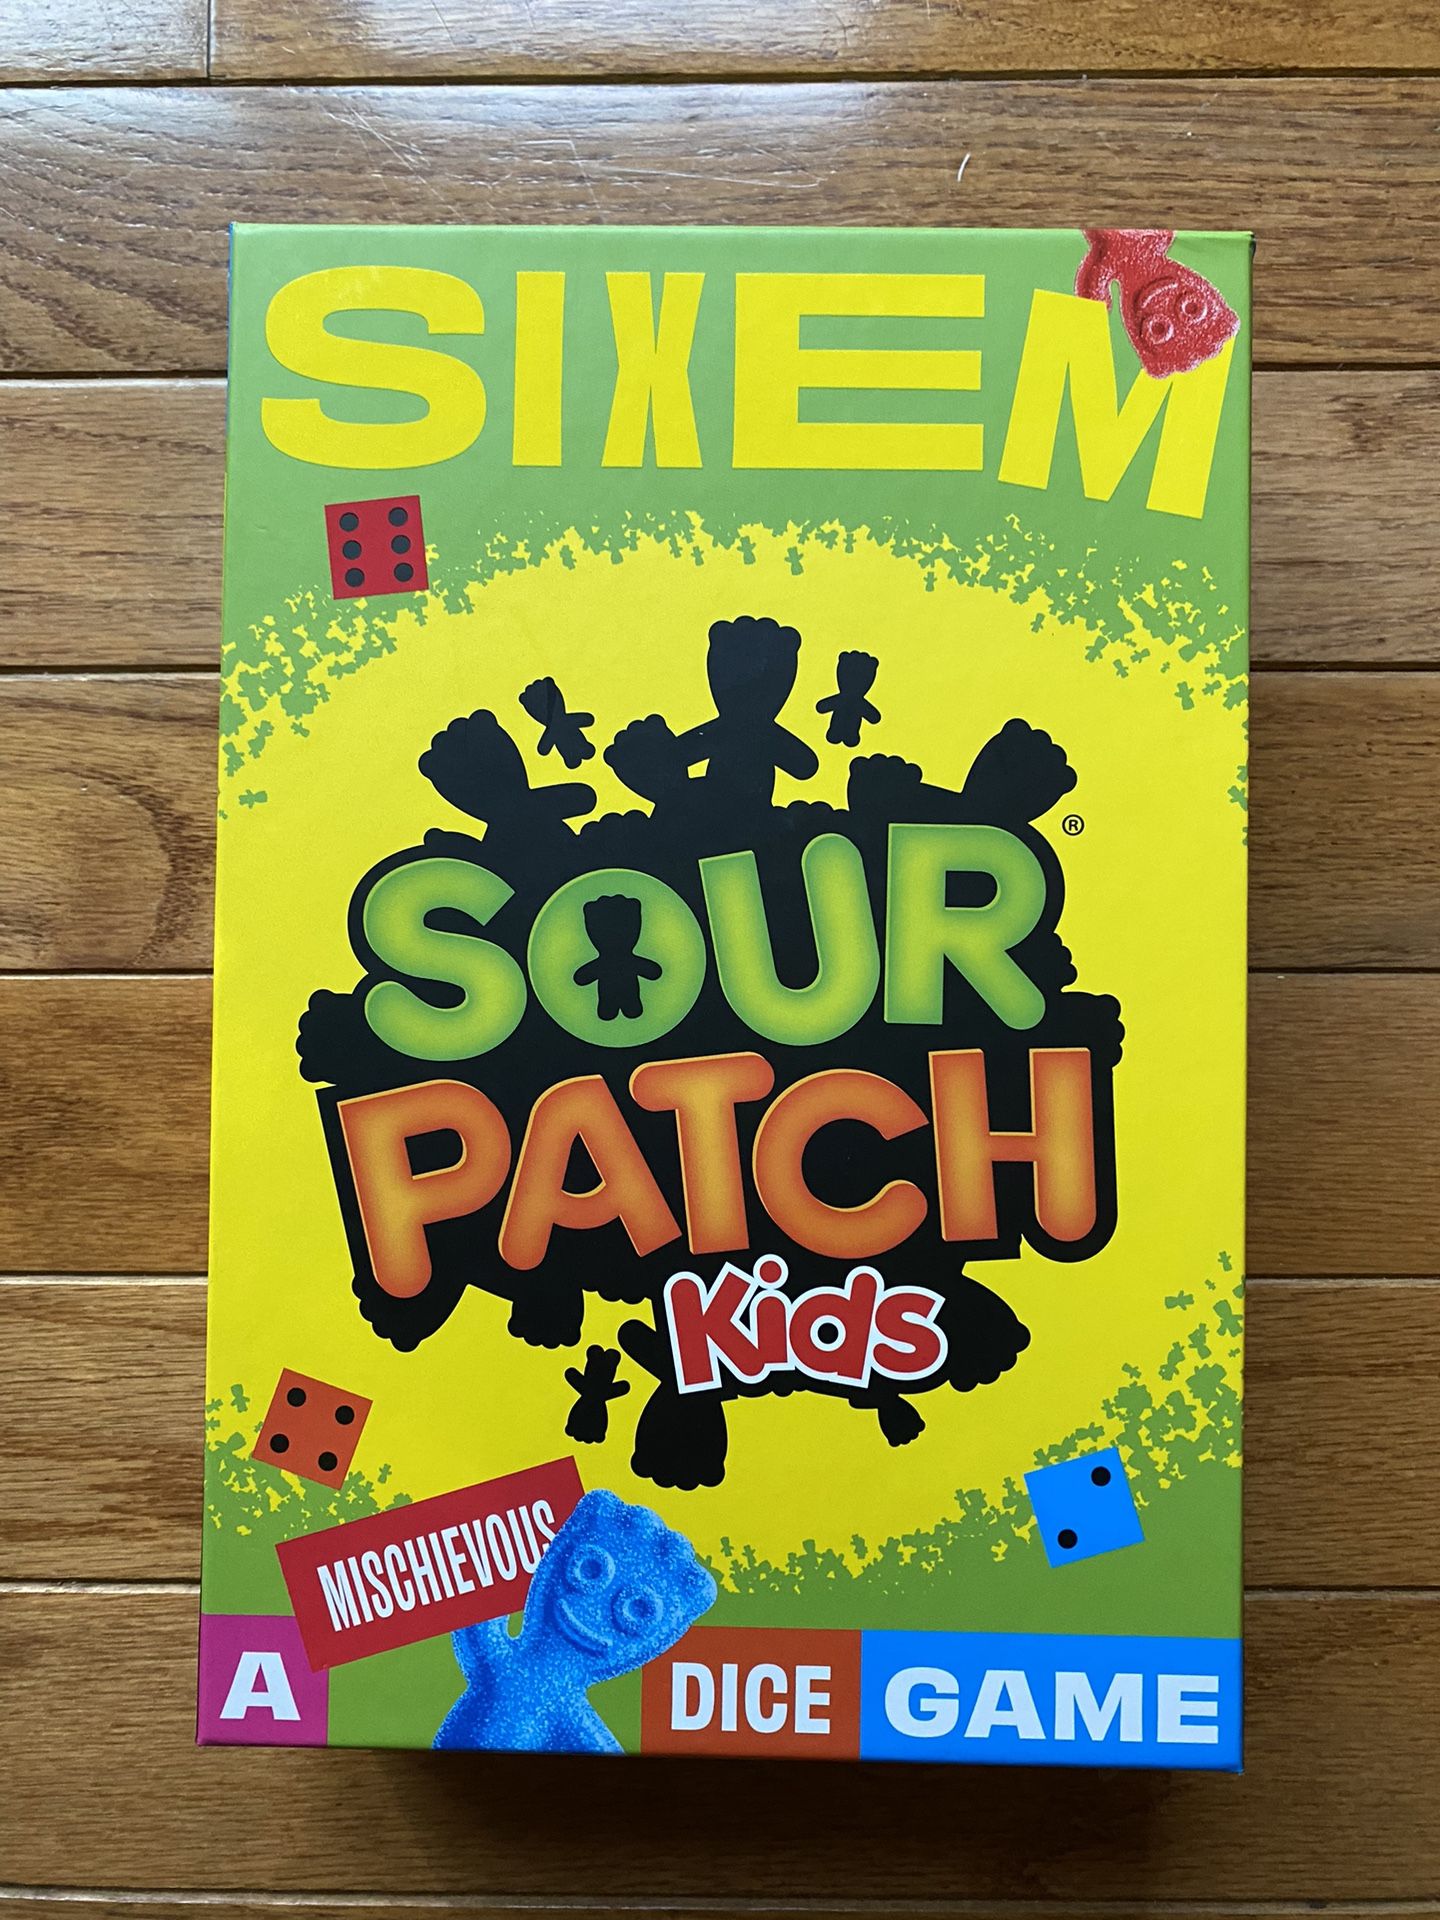 SIXEM
SOUR
PATCH
Kids
®
MISCHIEVOUS
A DICE GAME